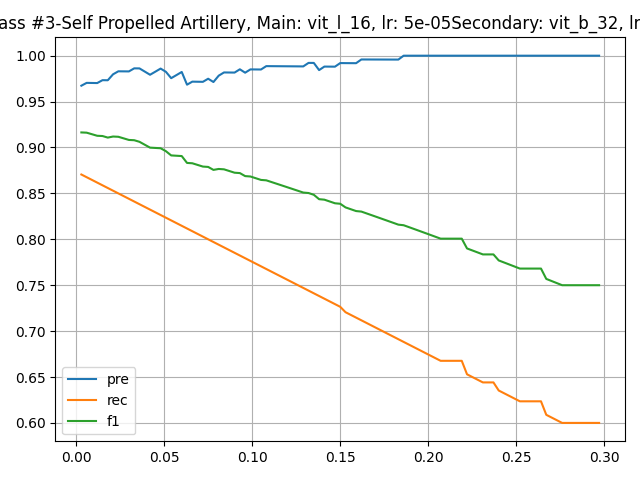 ass #3-Self Propelled Artillery, Main: vit_l_16, lr: 5e-05Secondary: vit_b_32, lr
1.00
0.95
0.90
0.85
0.80
0.75
0.70
0.65
0.60
pre
rec
f1
0.00 0.05 0.10 0.15 0.20 0.25 0.30